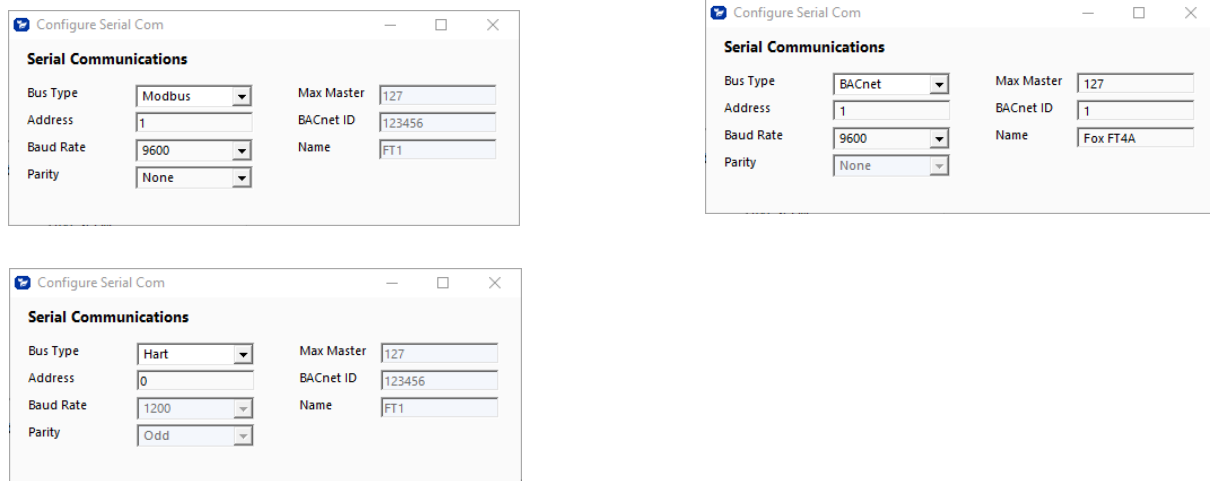 Configure Serial Com
Serial Communications
Bus Type Modbus Max Master 127
Address 1 BACnet ID 123456
Baud Rate 9600 Name FT1
Parity None
Configure Serial Com
Serial Communications
Bus Type BACnet Max Master 127
Address 1 BACnet ID 1
Baud Rate 9600 Name Fox FT4A
Parity None
Configure Serial Com
Serial Communications
Bus Type Hart Max Master 127
Address 0 BACnet ID 123456
Baud Rate 1200 Name FT1
Parity Odd